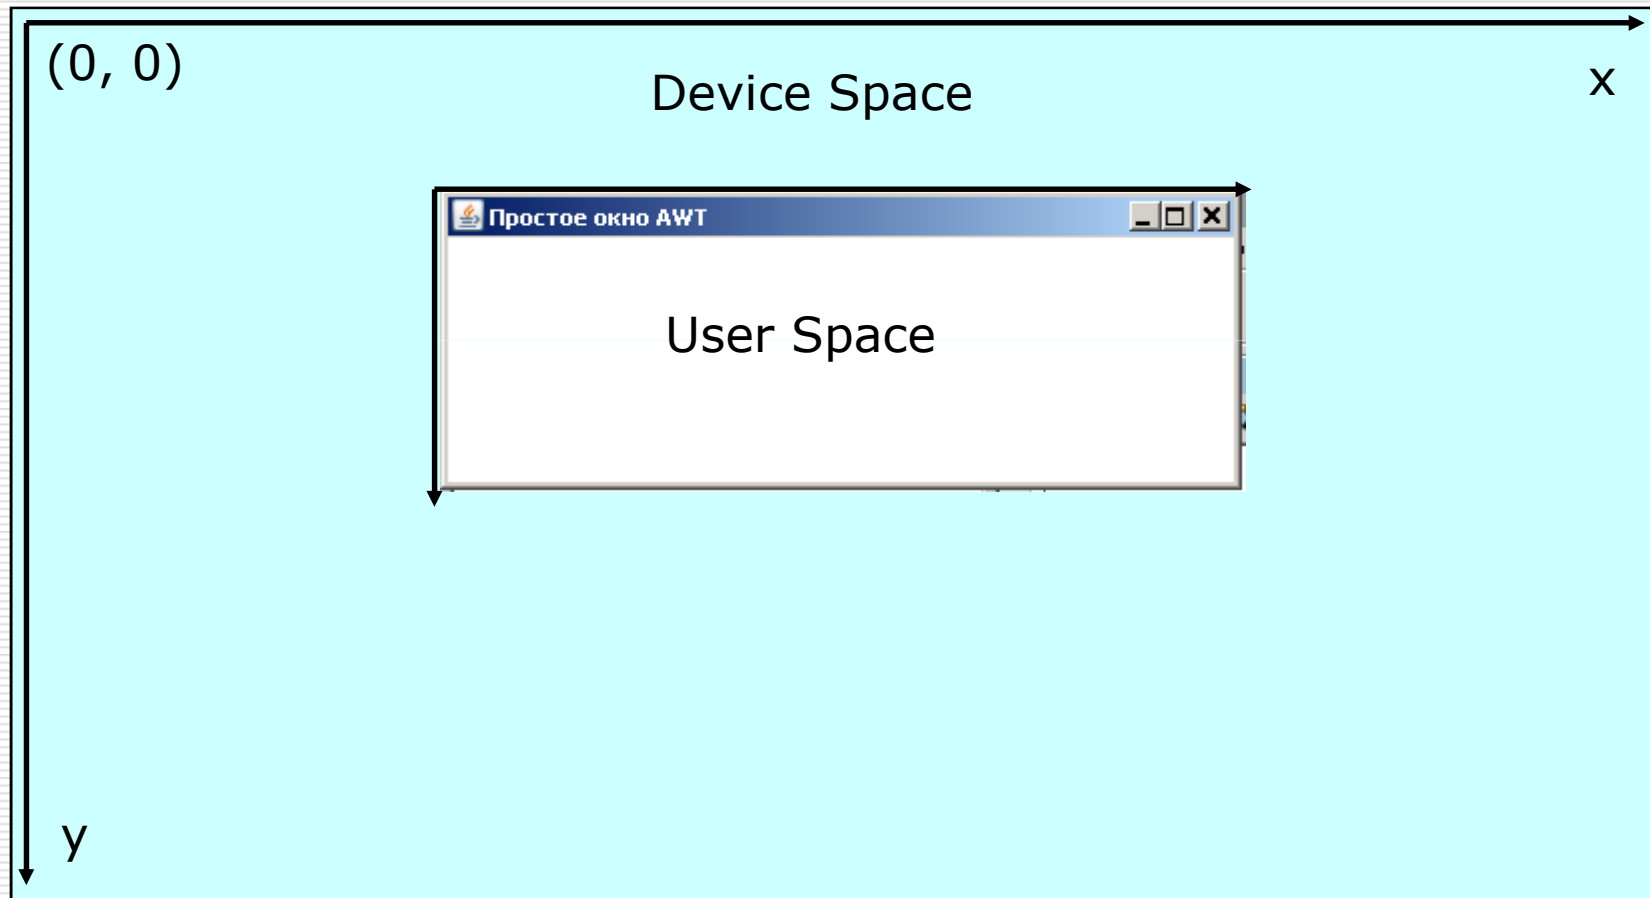 (0, 0)
Device Space
x
Простое окно AWT
User Space
y